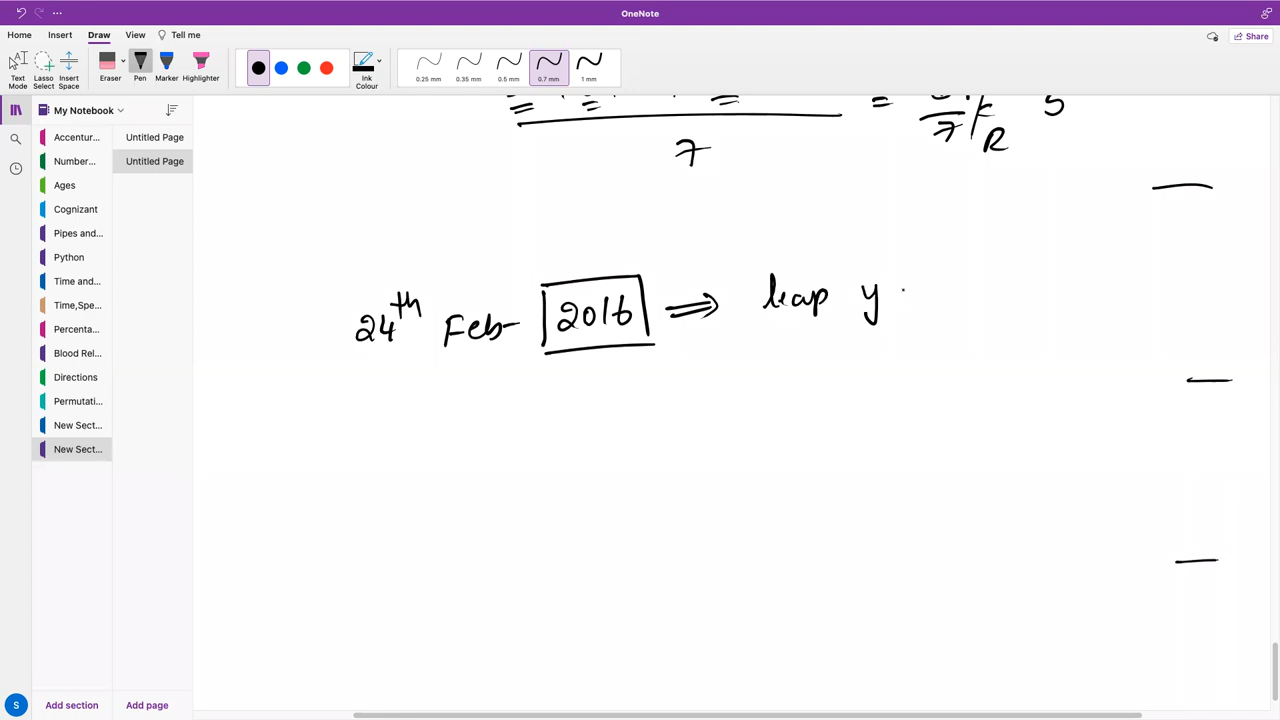 OneNote
Home Insert Draw View Tell me
Share
Text Mode
Lasso Select
Insert Space
Eraser
Pen
Marker
Highlighter
Ink Colour
0.25 mm
0.35 mm
0.5 mm
0.7 mm
1 mm
My Notebook
Accentur...
Number...
Ages
Cognizant
Pipes and...
Python
Time and...
Time,Spe...
Percenta...
Blood Rel...
Directions
Permutati...
New Sect...
New Sect...
Untitled Page
Untitled Page
=
7 R
7
24th Feb- 2016 ⇒ leap y
S
Add section
Add page